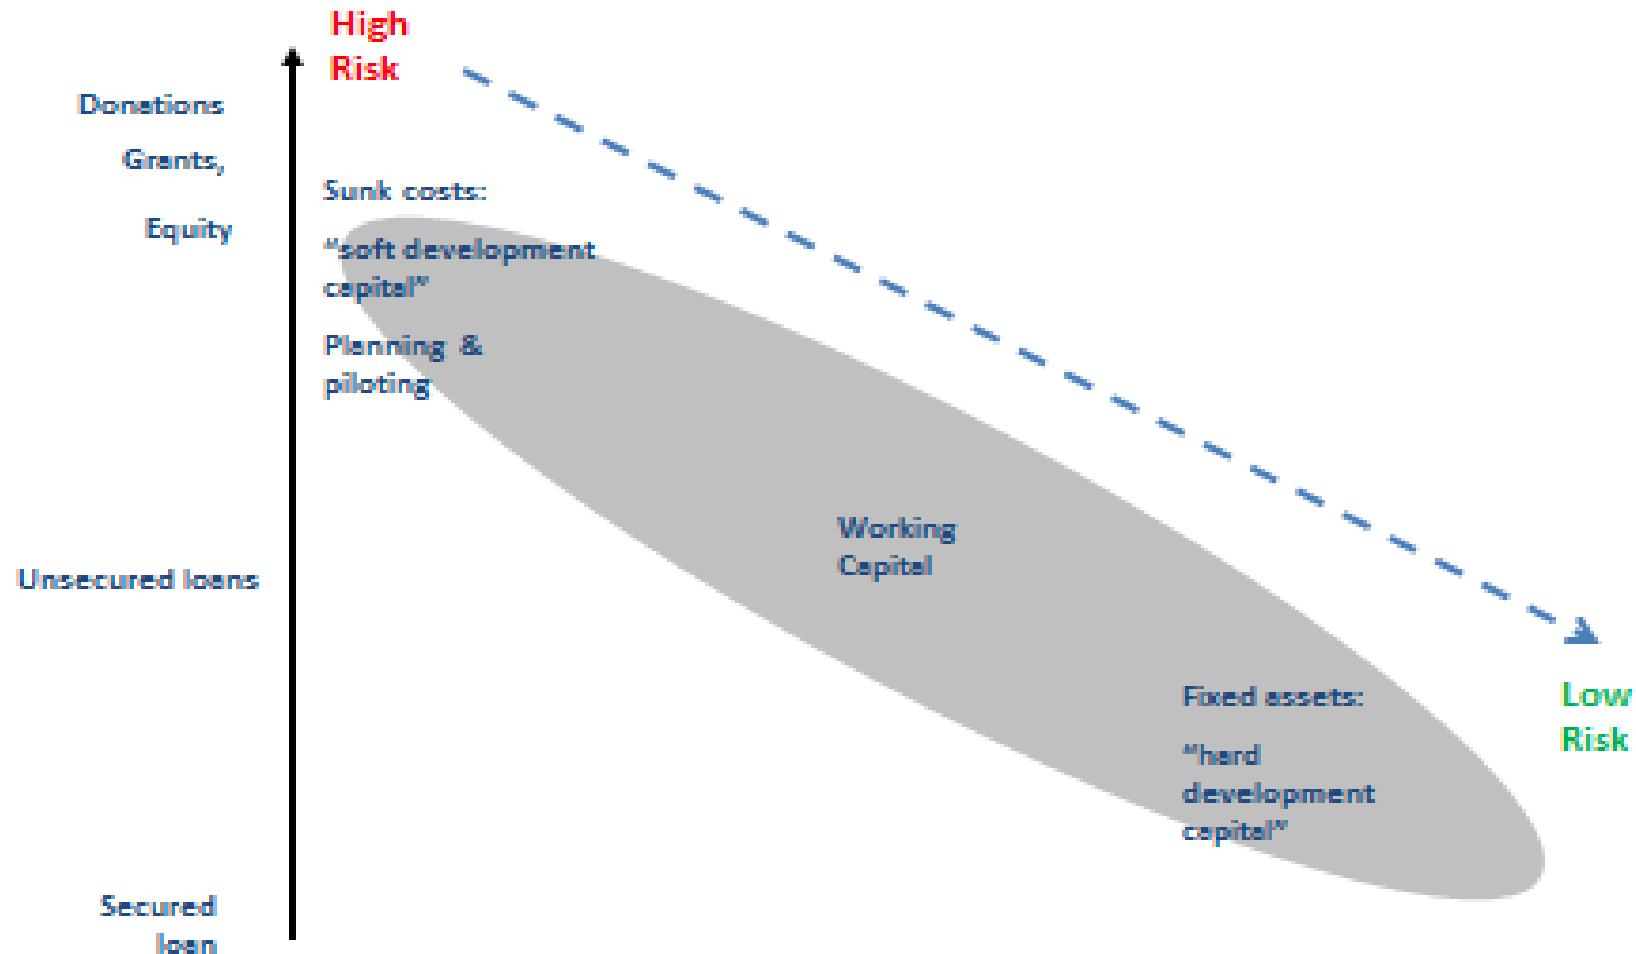 High
Risk
Donations
Grants,
Equity
Sunk costs:
“soft development
capital”
Planning &
piloting
Working
Capital
Unsecured loans
Fixed assets:
“hard
development
capital”
Low
Risk
Secured
loan